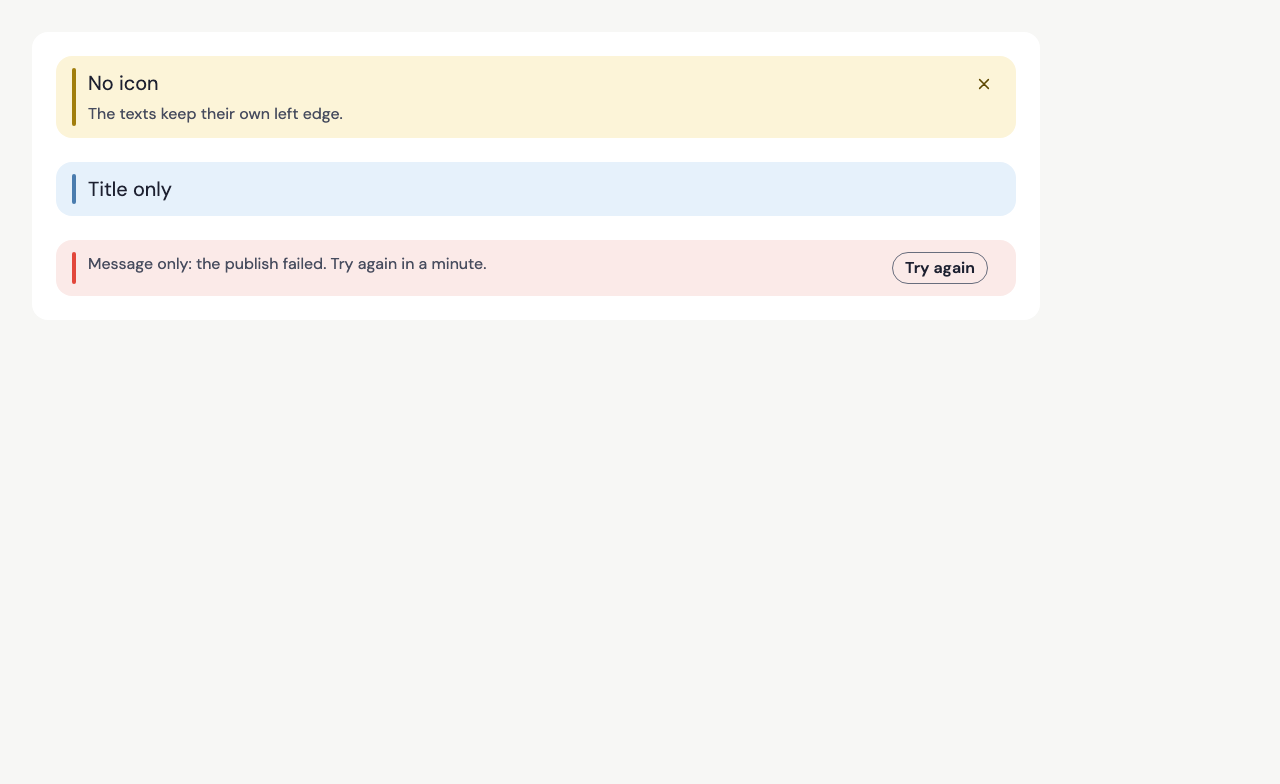 No icon
The texts keep their own left edge.
Title only
Message only: the publish failed. Try again in a minute.
Try again